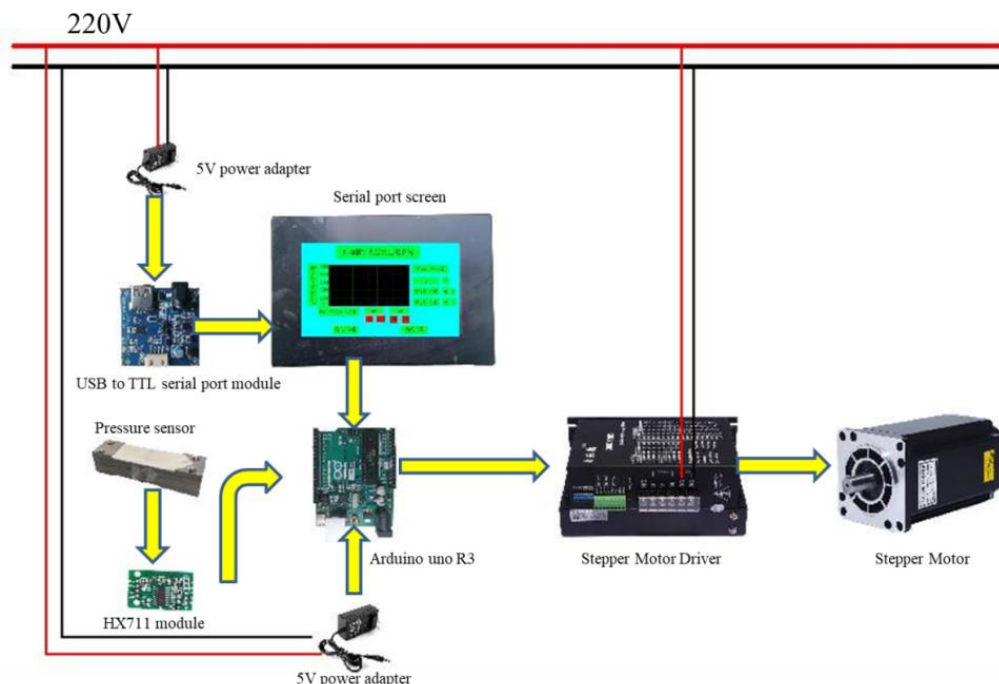 220V
5V power adapter
Serial port screen
USB to TTL serial port module
Pressure sensor
HX711 module
Arduino uno R3
Stepper Motor Driver
Stepper Motor
5V power adapter